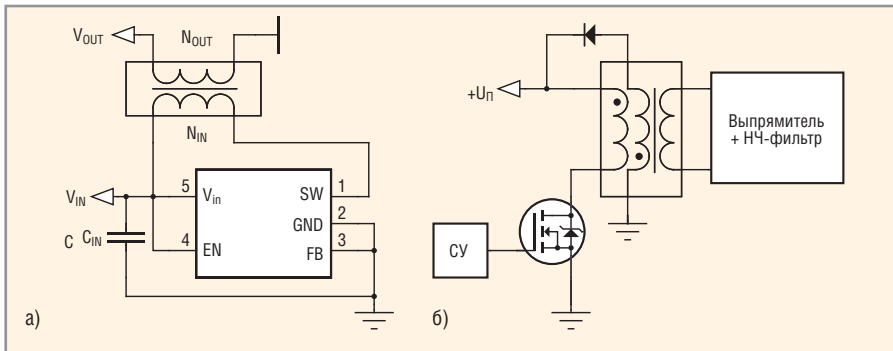 V_OUT
N_OUT
N_IN
V_IN
5
V_in
SW
1
GND
2
C
C_IN
4
EN
FB
3
а)
+U_П
СУ
Выпрямитель
+ НЧ-фильтр
б)